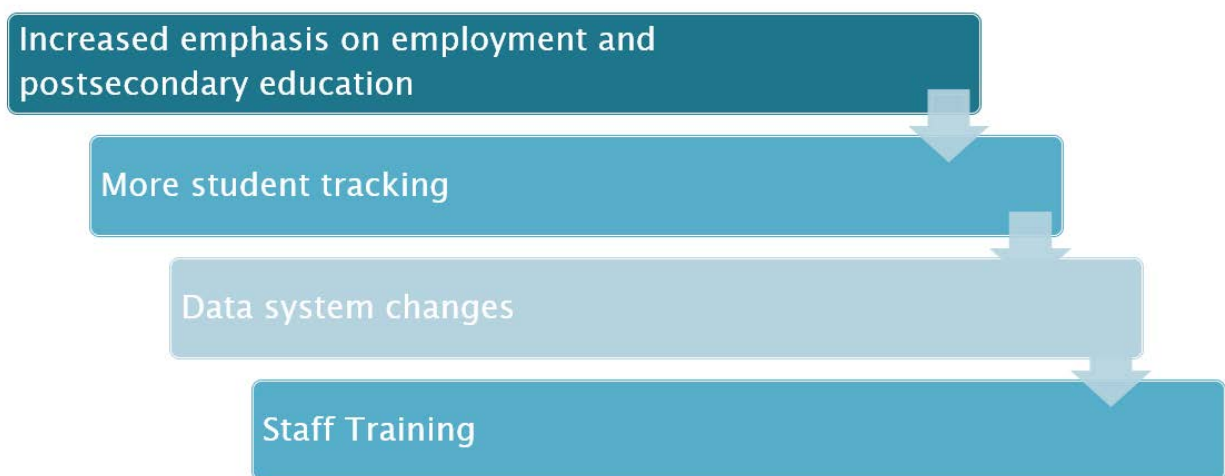 Increased emphasis on employment and
postsecondary education
More student tracking
Data system changes
Staff Training